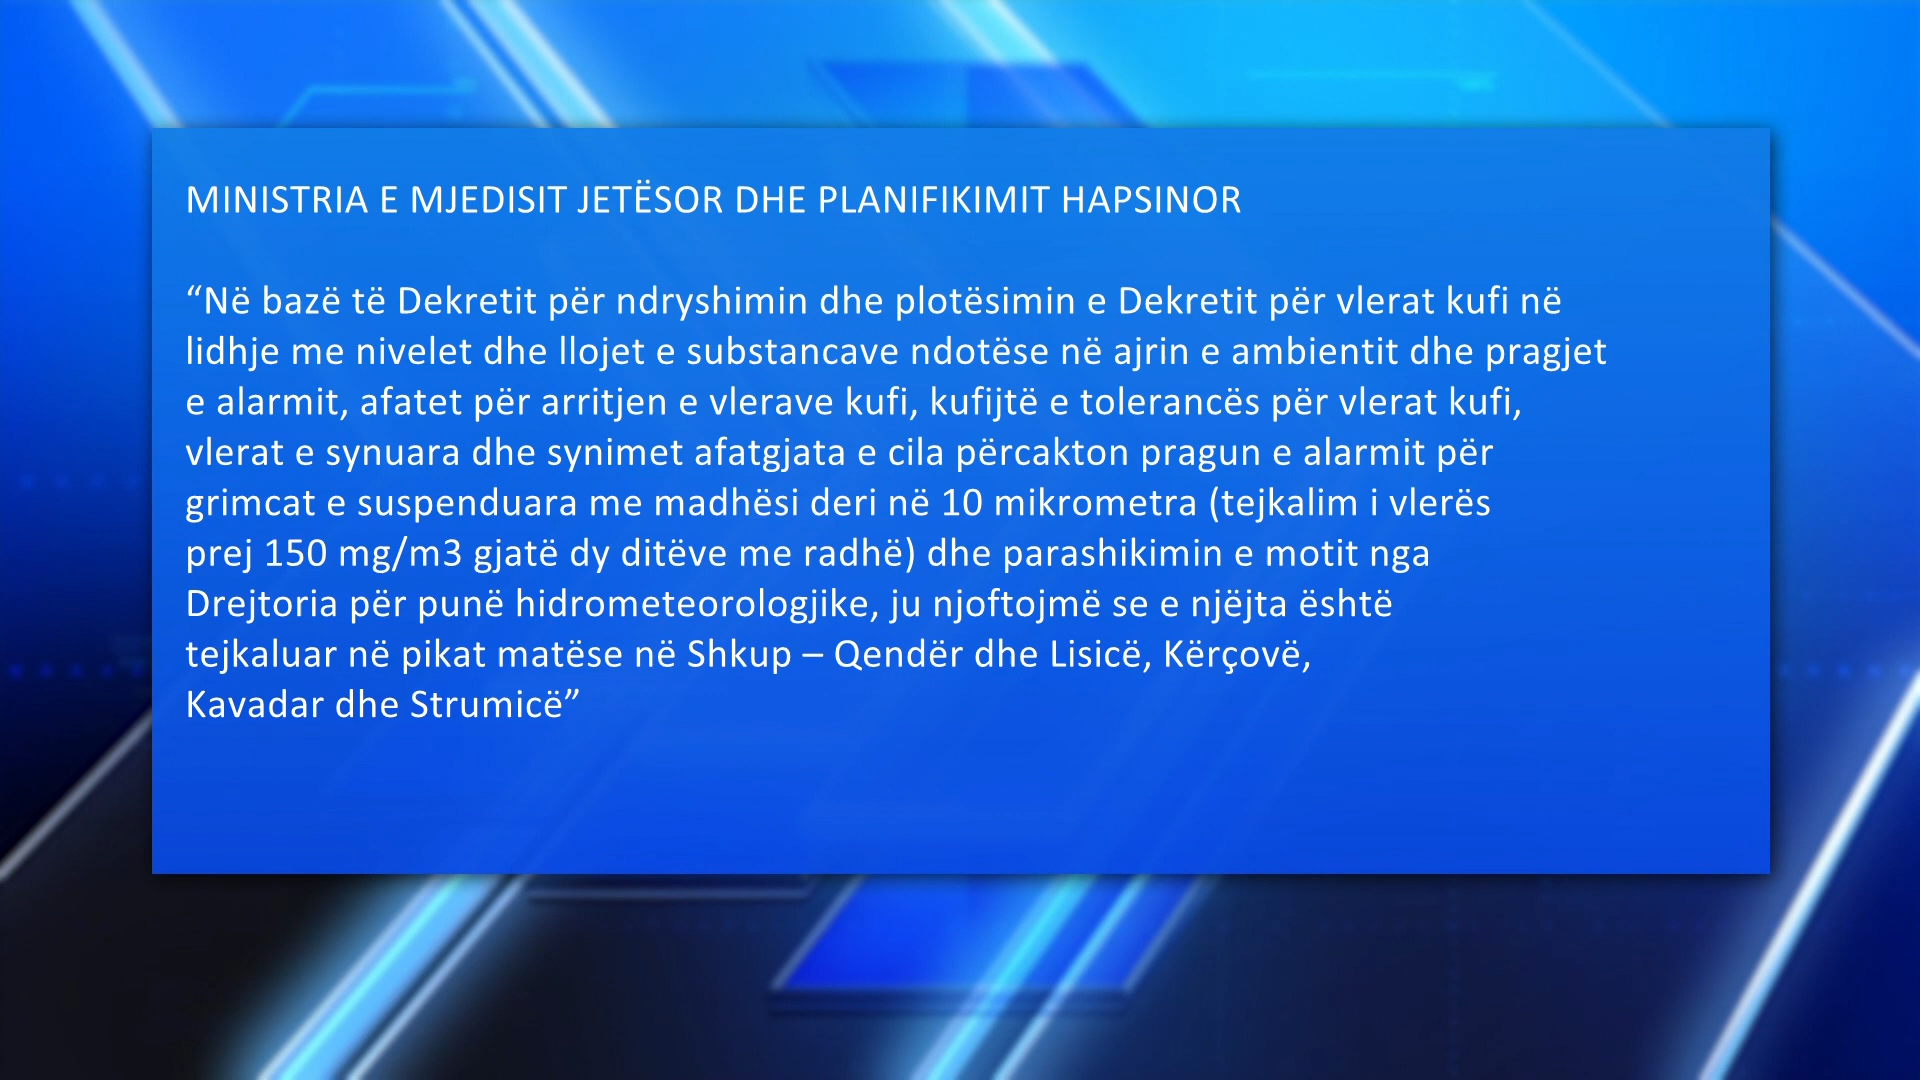 MINISTRIA E MJEDISIT JETËSOR DHE PLANIFIKIMIT HAPSINOR
“Në bazë të Dekretit për ndryshimin dhe plotësimin e Dekretit për vlerat kufi në
lidhje me nivelet dhe llojet e substancave ndotëse në ajrin e ambientit dhe pragjet
e alarmit, afatet për arritjen e vlerave kufi, kufijtë e tolerancës për vlerat kufi,
vlerat e synuara dhe synimet afatgjata e cila përcakton pragun e alarmit për
grimcat e suspenduara me madhësi deri në 10 mikrometra (tejkalim i vlerës
prej 150 mg/m3 gjatë dy ditëve me radhë) dhe parashikimin e motit nga
Drejtoria për punë hidrometeorologjike, ju njoftojmë se e njëjta është
tejkaluar në pikat matëse në Shkup – Qendër dhe Lisicë, Kërçovë,
Kavadar dhe Strumicë”